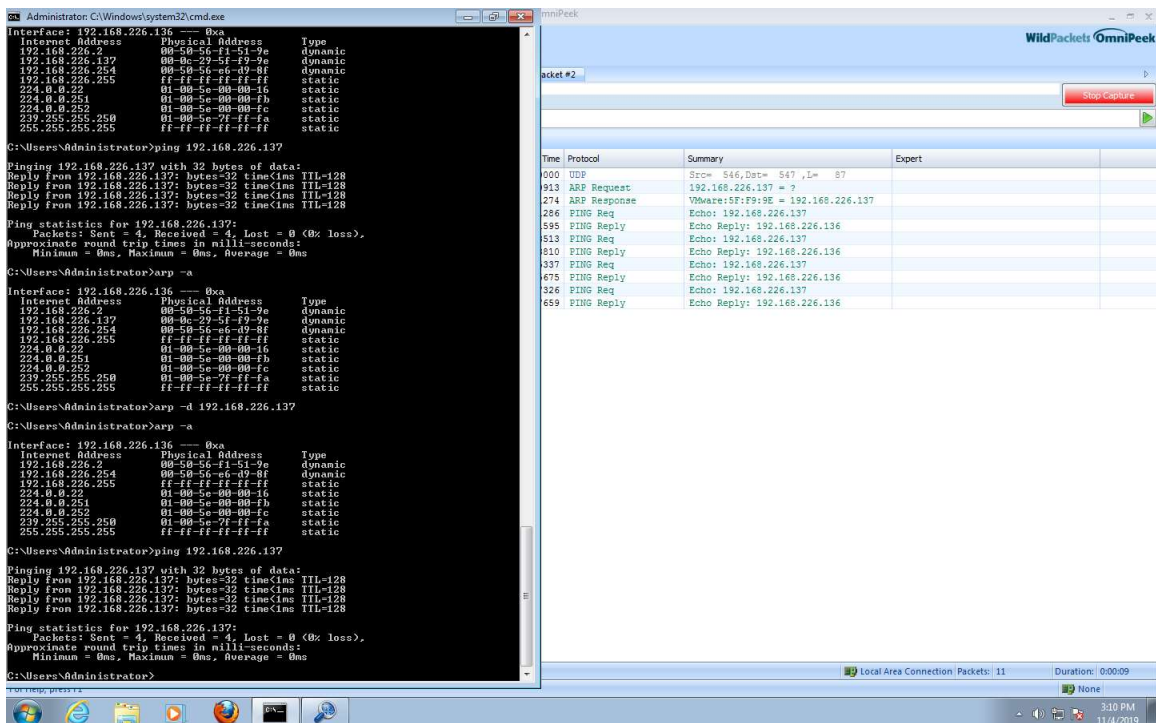 Administrator: C:\Windows\system32\cmd.exe
Interface: 192.168.226.136 --- 0xa
Internet Address Physical Address Type
192.168.226.2 00-50-56-f1-51-9e dynamic
192.168.226.137 00-0c-29-5f-f9-9e dynamic
192.168.226.254 00-50-56-e6-d9-8f dynamic
192.168.226.255 ff-ff-ff-ff-ff-ff static
224.0.0.22 01-00-5e-00-00-16 static
224.0.0.251 01-00-5e-00-00-fb static
224.0.0.252 01-00-5e-00-00-fc static
239.255.255.250 01-00-5e-7f-ff-fa static
255.255.255.255 ff-ff-ff-ff-ff-ff static
C:\Users\Administrator>ping 192.168.226.137
Pinging 192.168.226.137 with 32 bytes of data:
Reply from 192.168.226.137: bytes=32 time<1ms TTL=128
Reply from 192.168.226.137: bytes=32 time<1ms TTL=128
Reply from 192.168.226.137: bytes=32 time<1ms TTL=128
Reply from 192.168.226.137: bytes=32 time<1ms TTL=128
Ping statistics for 192.168.226.137:
Packets: Sent = 4, Received = 4, Lost = 0 (0% loss),
Approximate round trip times in milli-seconds:
Minimum = 0ms, Maximum = 0ms, Average = 0ms
C:\Users\Administrator>arp -a
Interface: 192.168.226.136 --- 0xa
Internet Address Physical Address Type
192.168.226.2 00-50-56-f1-51-9e dynamic
192.168.226.137 00-0c-29-5f-f9-9e dynamic
192.168.226.254 00-50-56-e6-d9-8f dynamic
192.168.226.255 ff-ff-ff-ff-ff-ff static
224.0.0.22 01-00-5e-00-00-16 static
224.0.0.251 01-00-5e-00-00-fb static
224.0.0.252 01-00-5e-00-00-fc static
239.255.255.250 01-00-5e-7f-ff-fa static
255.255.255.255 ff-ff-ff-ff-ff-ff static
C:\Users\Administrator>arp -d 192.168.226.137
C:\Users\Administrator>arp -a
Interface: 192.168.226.136 --- 0xa
Internet Address Physical Address Type
192.168.226.2 00-50-56-f1-51-9e dynamic
192.168.226.254 00-50-56-e6-d9-8f dynamic
192.168.226.255 ff-ff-ff-ff-ff-ff static
224.0.0.22 01-00-5e-00-00-16 static
224.0.0.251 01-00-5e-00-00-fb static
224.0.0.252 01-00-5e-00-00-fc static
239.255.255.250 01-00-5e-7f-ff-fa static
255.255.255.255 ff-ff-ff-ff-ff-ff static
C:\Users\Administrator>ping 192.168.226.137
Pinging 192.168.226.137 with 32 bytes of data:
Reply from 192.168.226.137: bytes=32 time<1ms TTL=128
Reply from 192.168.226.137: bytes=32 time<1ms TTL=128
Reply from 192.168.226.137: bytes=32 time<1ms TTL=128
Reply from 192.168.226.137: bytes=32 time<1ms TTL=128
Ping statistics for 192.168.226.137:
Packets: Sent = 4, Received = 4, Lost = 0 (0% loss),
Approximate round trip times in milli-seconds:
Minimum = 0ms, Maximum = 0ms, Average = 0ms
C:\Users\Administrator>
mniPeek
WildPackets OmniPeek
acket #2
Stop Capture
Time Protocol Summary Expert
0000 UDP Src= 546,Dst= 547 ,L= 87
0913 ARP Request 192.168.226.137 = ?
1274 ARP Response VMware:5F:F9:9E = 192.168.226.137
1286 PING Req Echo: 192.168.226.137
1595 PING Reply Echo Reply: 192.168.226.136
3513 PING Req Echo: 192.168.226.137
3810 PING Reply Echo Reply: 192.168.226.136
5337 PING Req Echo: 192.168.226.137
5675 PING Reply Echo Reply: 192.168.226.136
7326 PING Req Echo: 192.168.226.137
7659 PING Reply Echo Reply: 192.168.226.136
Local Area Connection Packets: 11 Duration: 0:00:09
For Help, press F1
None
3:10 PM
11/4/2019